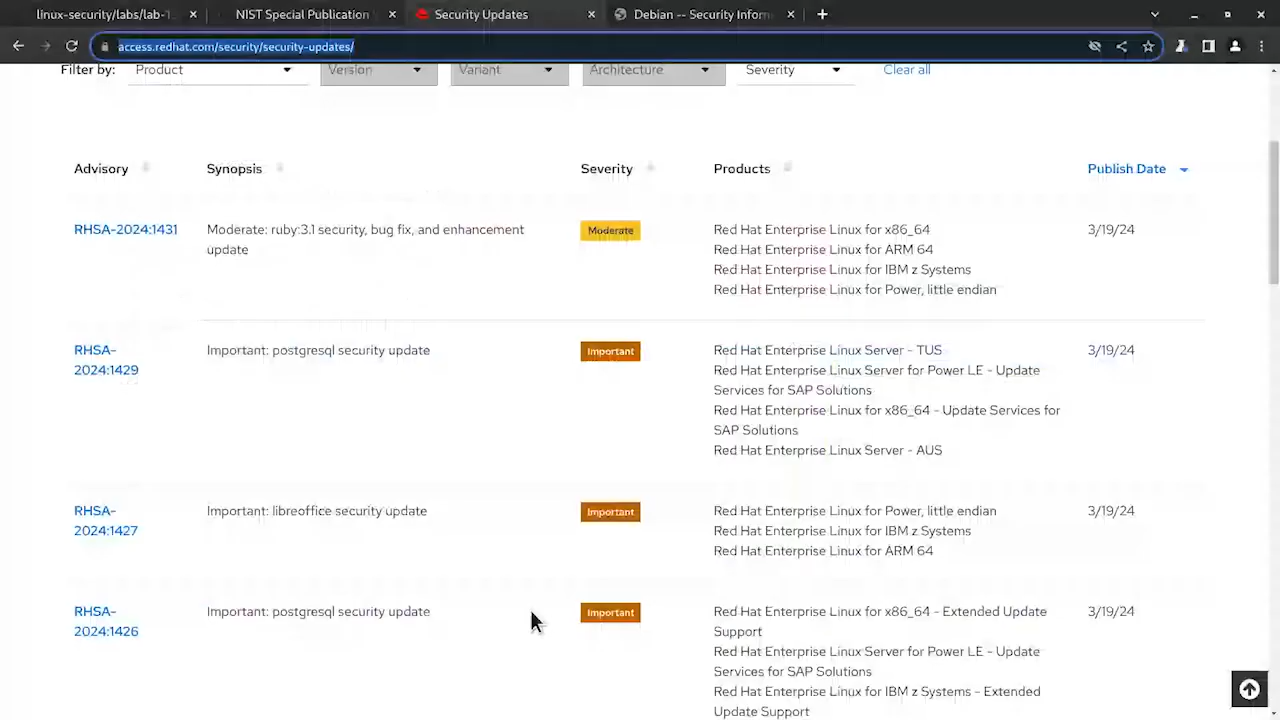 linux-security/labs/lab-1
NIST Special Publication
Security Updates
Debian -- Security Inform
access.redhat.com/security/security-updates/
Filter by: Product Version Variant Architecture Severity Clear all
Advisory Synopsis Severity Products Publish Date
RHSA-2024:1431
Moderate: ruby:3.1 security, bug fix, and enhancement
update
Moderate
Red Hat Enterprise Linux for x86_64
Red Hat Enterprise Linux for ARM 64
Red Hat Enterprise Linux for IBM z Systems
Red Hat Enterprise Linux for Power, little endian
3/19/24
RHSA-
2024:1429
Important: postgresql security update
Important
Red Hat Enterprise Linux Server - TUS
Red Hat Enterprise Linux Server for Power LE - Update
Services for SAP Solutions
Red Hat Enterprise Linux for x86_64 - Update Services for
SAP Solutions
Red Hat Enterprise Linux Server - AUS
3/19/24
RHSA-
2024:1427
Important: libreoffice security update
Important
Red Hat Enterprise Linux for Power, little endian
Red Hat Enterprise Linux for IBM z Systems
Red Hat Enterprise Linux for ARM 64
3/19/24
RHSA-
2024:1426
Important: postgresql security update
Important
Red Hat Enterprise Linux for x86_64 - Extended Update
Support
Red Hat Enterprise Linux Server for Power LE - Update
Services for SAP Solutions
Red Hat Enterprise Linux for IBM z Systems - Extended
Update Support
3/19/24